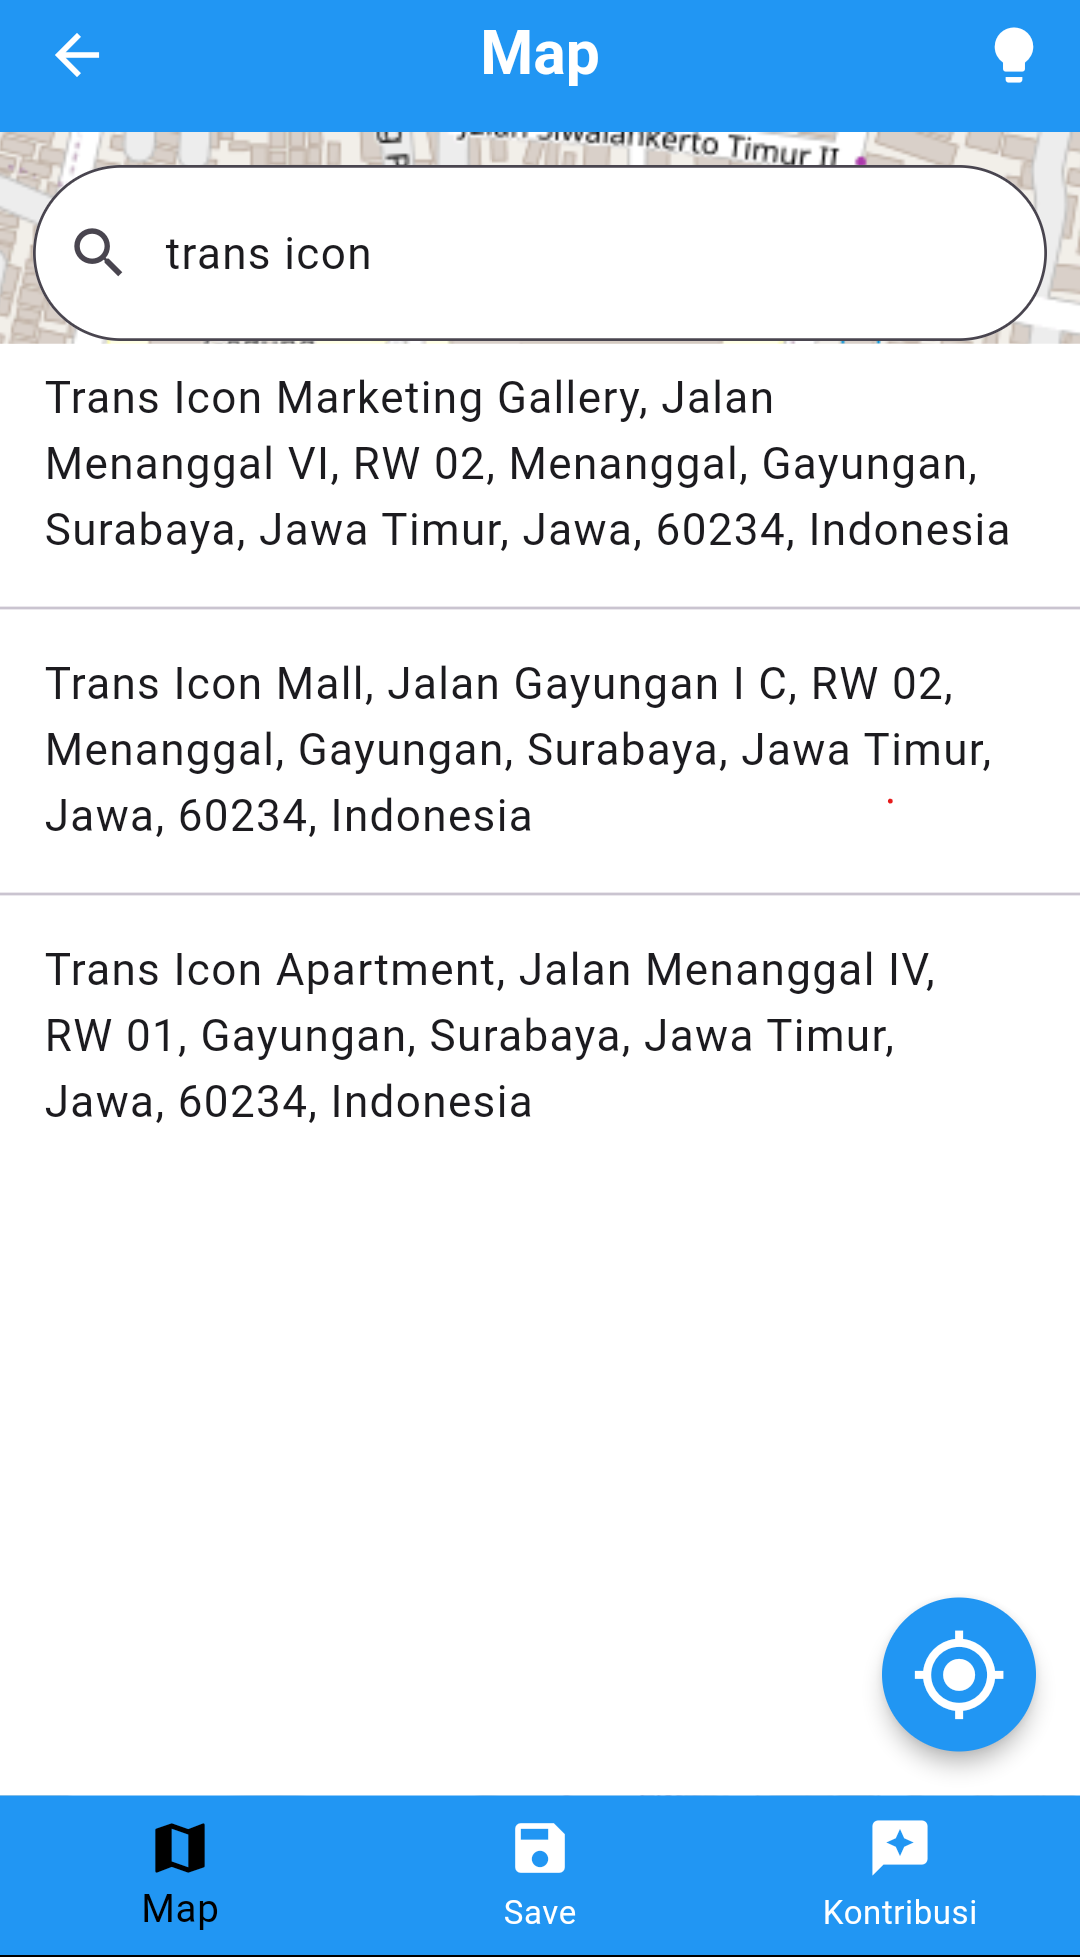 Map
Timur II
trans icon
Trans Icon Marketing Gallery, Jalan
Menanggal VI, RW 02, Menanggal, Gayungan,
Surabaya, Jawa Timur, Jawa, 60234, Indonesia
Trans Icon Mall, Jalan Gayungan I C, RW 02,
Menanggal, Gayungan, Surabaya, Jawa Timur,
Jawa, 60234, Indonesia
Trans Icon Apartment, Jalan Menanggal IV,
RW 01, Gayungan, Surabaya, Jawa Timur,
Jawa, 60234, Indonesia
Map
Save
Kontribusi